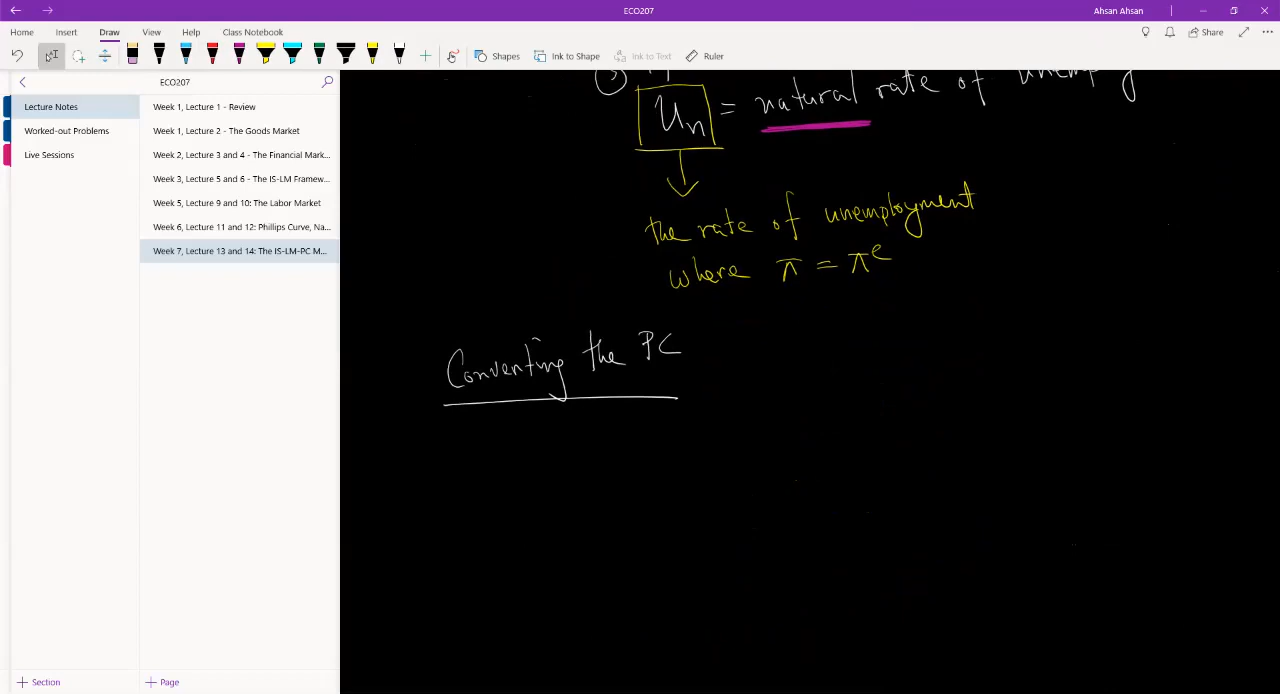 ECO207
Ahsan Ahsan
Home Insert Draw View Help Class Notebook
Share
Shapes Ink to Shape Ink to Text Ruler
ECO207
Lecture Notes
Worked-out Problems
Live Sessions
Week 1, Lecture 1 - Review
Week 1, Lecture 2 - The Goods Market
Week 2, Lecture 3 and 4 - The Financial Mark...
Week 3, Lecture 5 and 6 - The IS-LM Framew...
Week 5, Lecture 9 and 10: The Labor Market
Week 6, Lecture 11 and 12: Phillips Curve, Na...
Week 7, Lecture 13 and 14: The IS-LM-PC M...
+ Section
+ Page
un = natural rate of unemp
the rate of unemployment
where π = πe
Converting the PC